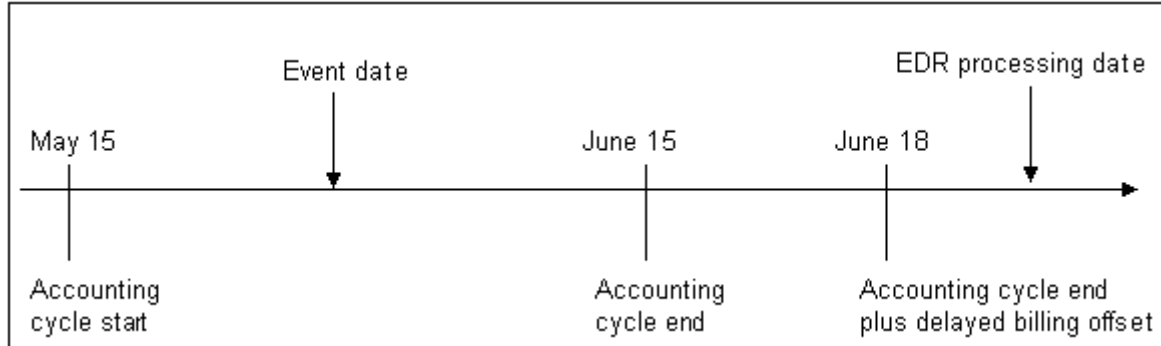 Event date
EDR processing date
May 15
June 15
June 18
Accounting
cycle start
Accounting
cycle end
Accounting cycle end
plus delayed billing offset